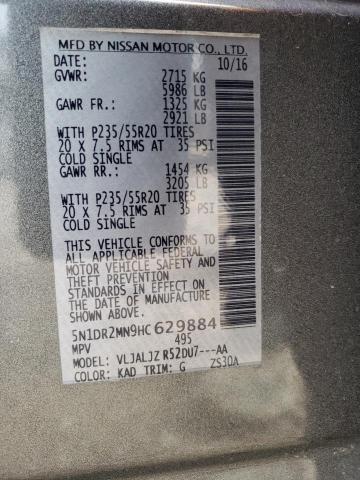 MFD BY NISSAN MOTOR CO., LTD.
DATE: 10/16
GVWR: 2715 KG
5986 LB
GAWR FR.: 1325 KG
2921 LB
WITH P235/55R20 TIRES
20 X 7.5 RIMS AT 35 PSI
COLD SINGLE
GAWR RR.: 1454 KG
3205 LB
WITH P235/55R20 TIRES
20 X 7.5 RIMS AT 35 PSI
COLD SINGLE
THIS VEHICLE CONFORMS TO
ALL APPLICABLE FEDERAL
MOTOR VEHICLE SAFETY
AND THEFT PREVENTION
STANDARDS IN EFFECT ON
THE DATE OF MANUFACTURE
SHOWN ABOVE.
5N1DR2MN9HC 629884
MPV 495
MODEL: VLJALJZ R52DU7---AA
COLOR: KAD TRIM: G ZS30A